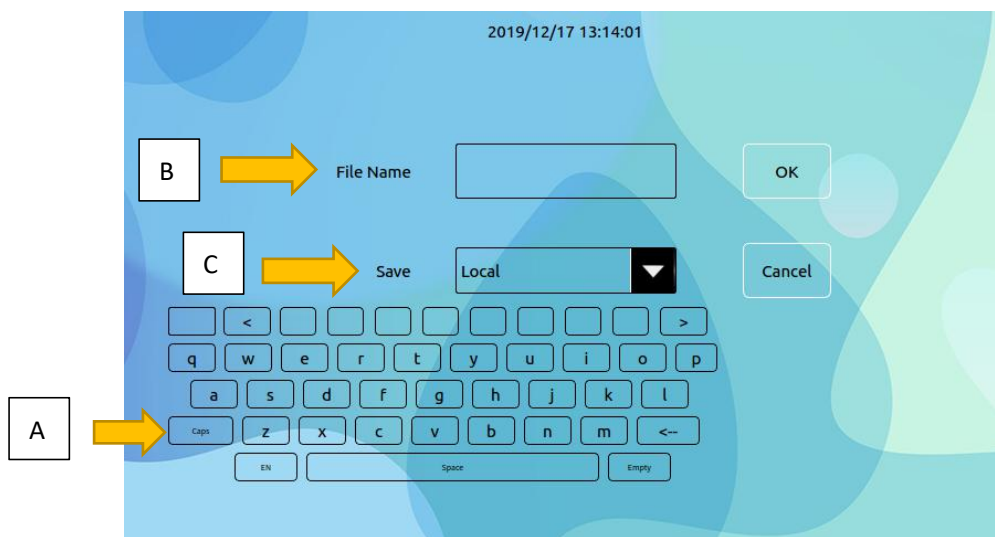 2019/12/17 13:14:01
B File Name OK
C Save Local Cancel
< >
q w e r t y u i o p
a s d f g h j k l
A Caps z x c v b n m <--
EN Space Empty